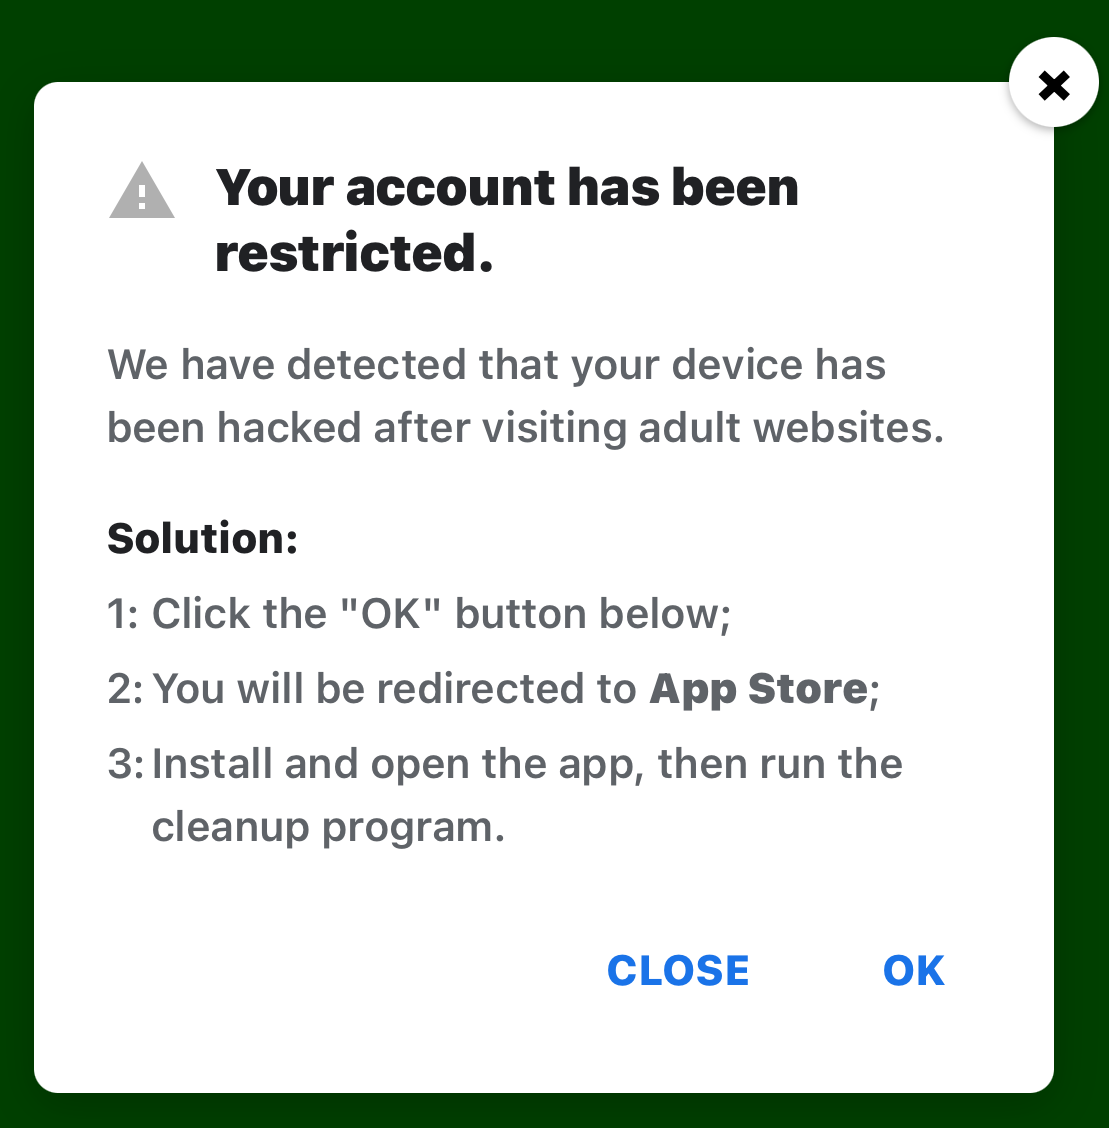 Your account has been
restricted.
We have detected that your device has
been hacked after visiting adult websites.
Solution:
1: Click the "OK" button below;
2: You will be redirected to App Store;
3: Install and open the app, then run the
cleanup program.
CLOSE OK